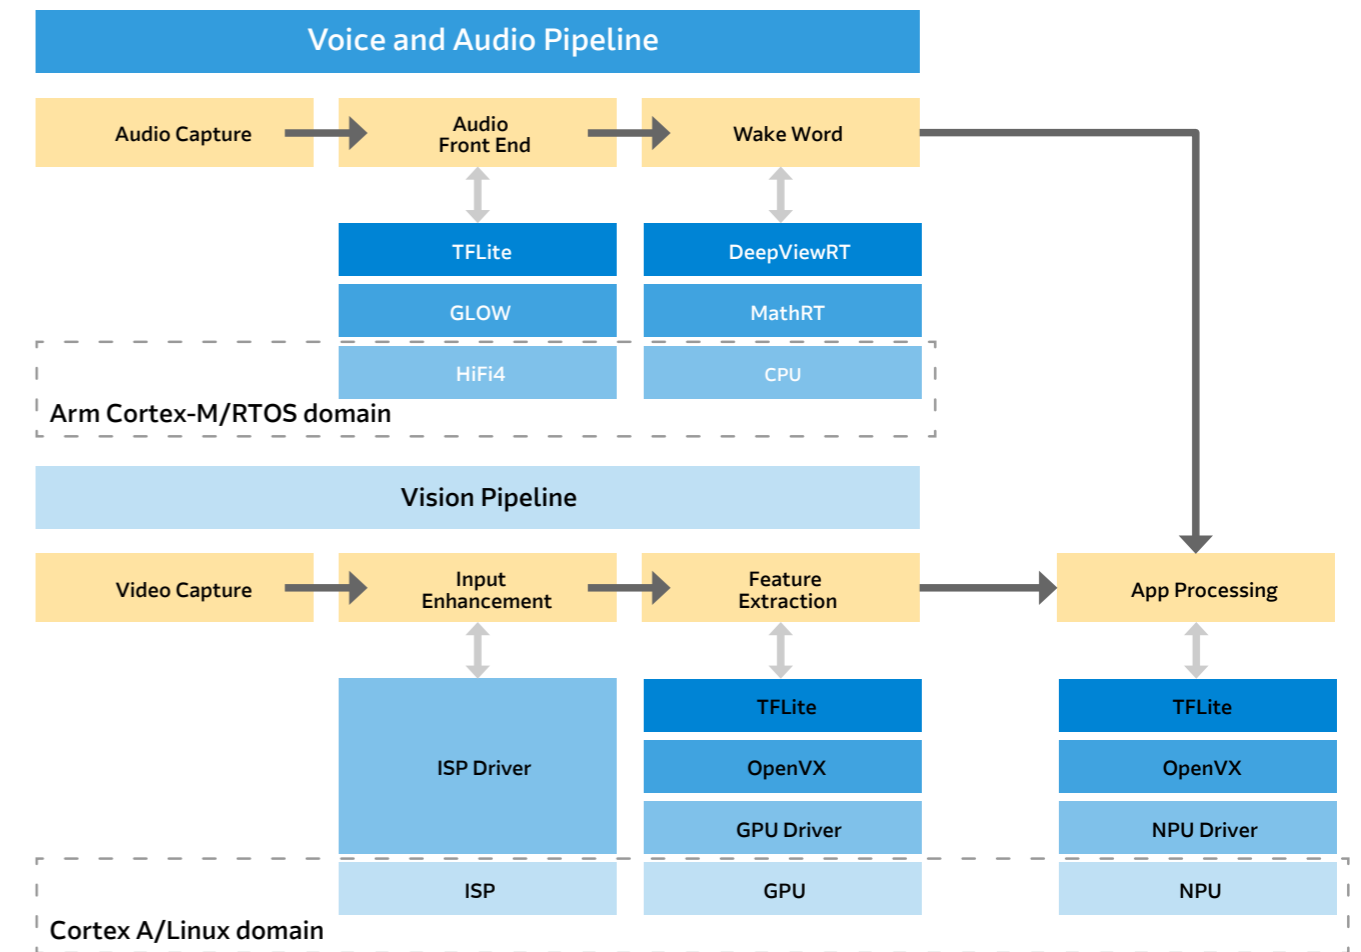 Voice and Audio Pipeline
Audio Capture
Audio
Front End
Wake Word
TFLite
DeepViewRT
GLOW
MathRT
HiFi4
CPU
Arm Cortex-M/RTOS domain
Vision Pipeline
Video Capture
Input
Enhancement
Feature
Extraction
App Processing
ISP Driver
TFLite
TFLite
OpenVX
OpenVX
GPU Driver
NPU Driver
ISP
GPU
NPU
Cortex A/Linux domain